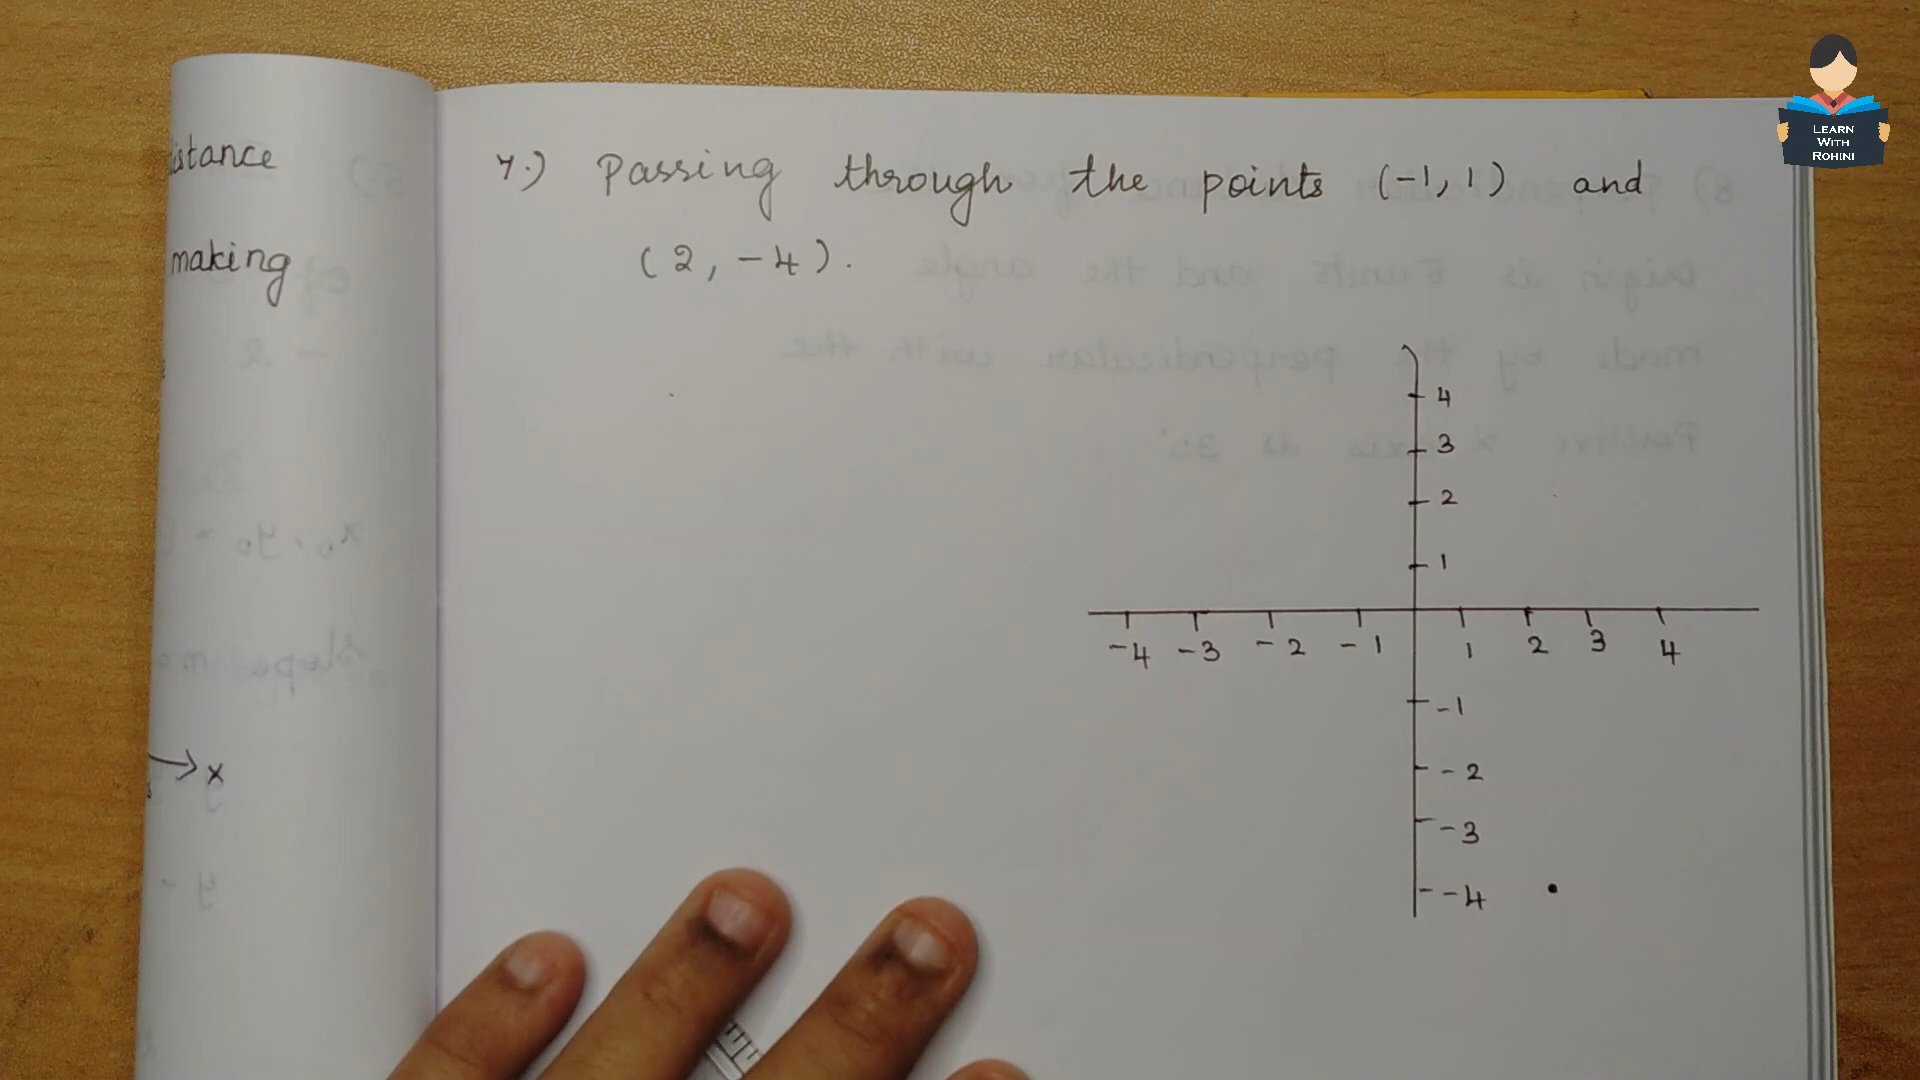 distance
making
7.) Passing through the points (-1, 1) and
(2, -4).
4
3
2
1
-4 -3 -2 -1 1 2 3 4
-1
-2
-3
-4
x
LEARN
WITH
ROHINI